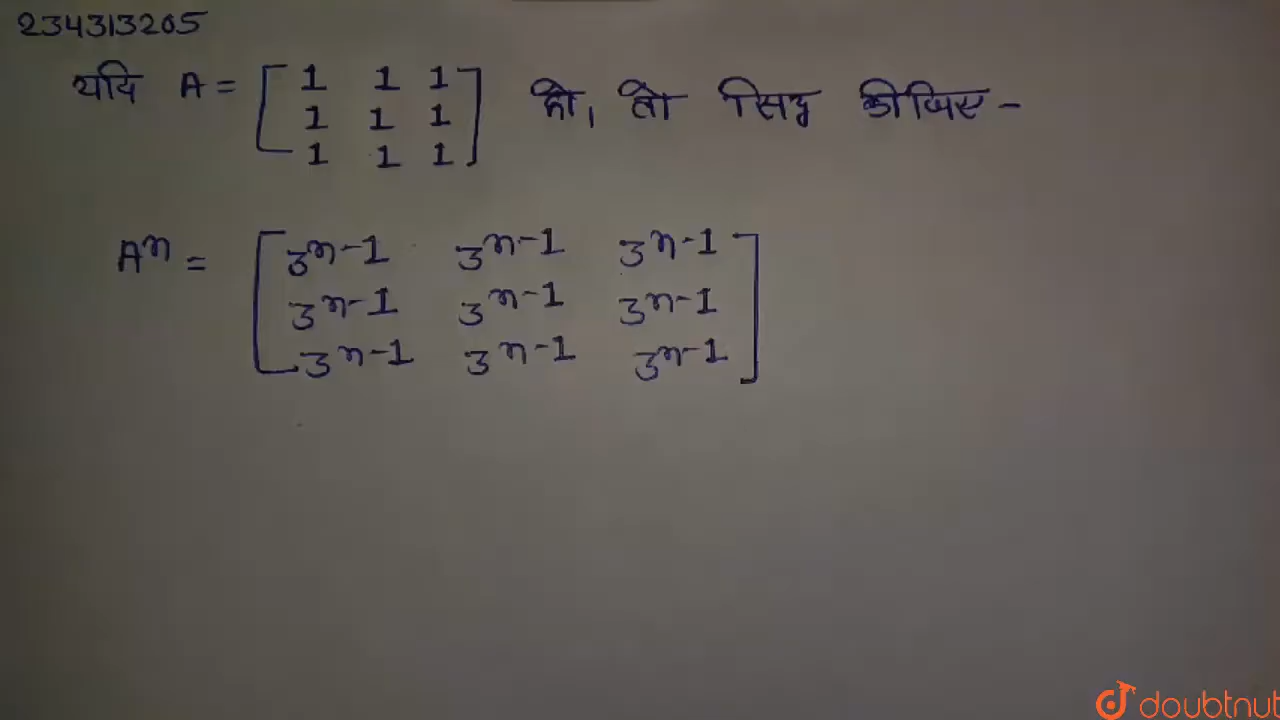 234313205
यदि A = [ 1 1 1 ] हो, तो सिद्ध कीजिए -
1 1 1
1 1 1
Aⁿ = [ 3ⁿ⁻¹ 3ⁿ⁻¹ 3ⁿ⁻¹ ]
3ⁿ⁻¹ 3ⁿ⁻¹ 3ⁿ⁻¹
3ⁿ⁻¹ 3ⁿ⁻¹ 3ⁿ⁻¹
doubtnut